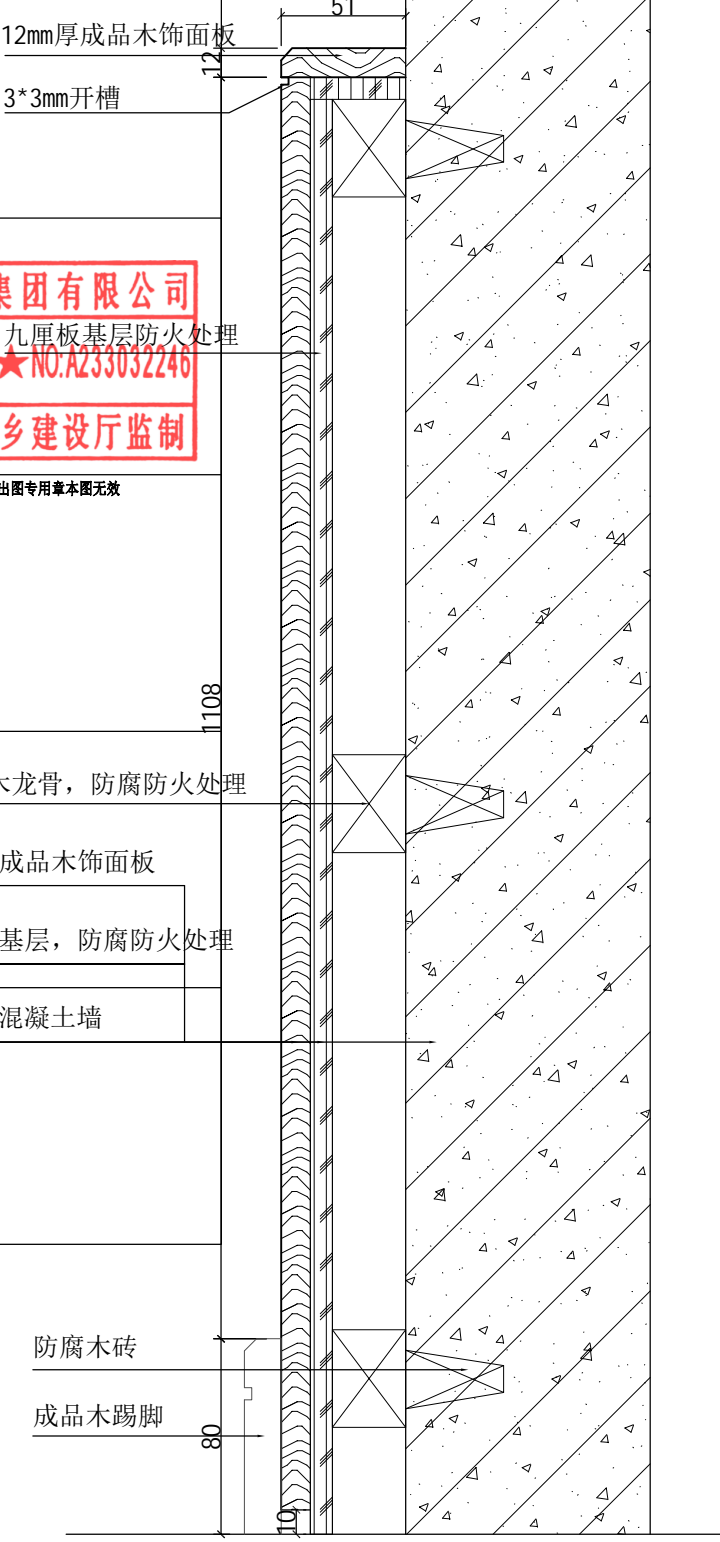 51
12mm厚成品木饰面板
12
3*3mm开槽
集团有限公司
九厘板基层防火处理
★NO:A233032246
乡建设厅监制
出图专用章本图无效
1108
木龙骨，防腐防火处理
成品木饰面板
基层，防腐防火处理
混凝土墙
防腐木砖
成品木踢脚
80
10